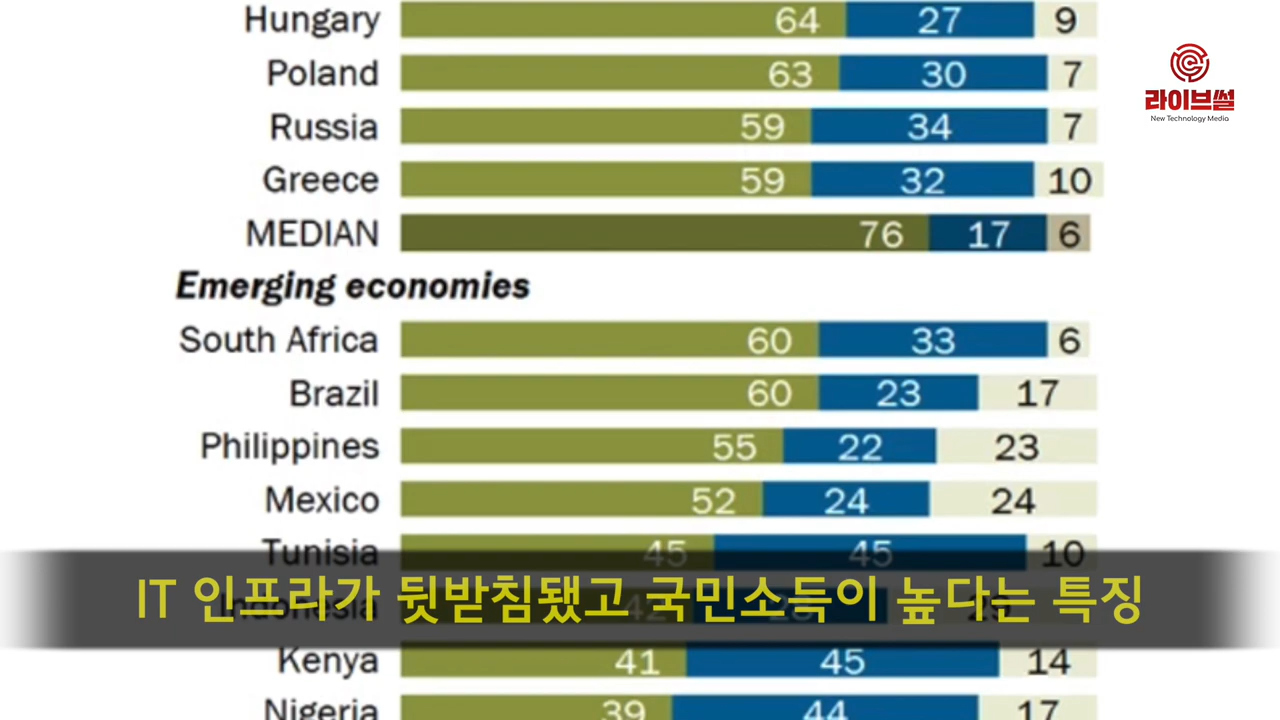 Hungary 64 27 9
라이브썰
New Technology Media
Poland 63 30 7
Russia 59 34 7
Greece 59 32 10
MEDIAN 76 17 6
Emerging economies
South Africa 60 33 6
Brazil 60 23 17
Philippines 55 22 23
Mexico 52 24 24
Tunisia 45 45 10
IT 인프라가 뒷받침됐고 국민소득이 높다는 특징
Indonesia 42
Kenya 41 45 14
Nigeria 39 44 17